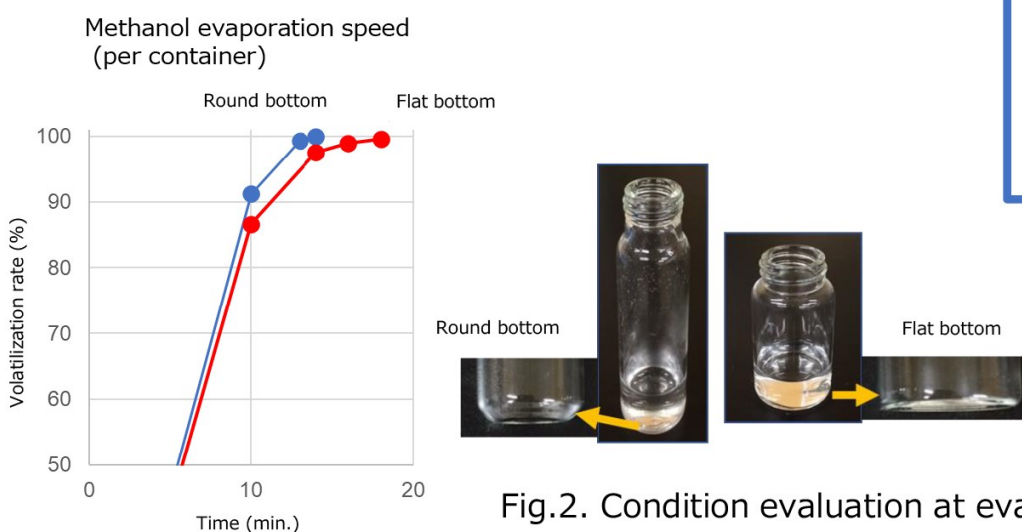 Methanol evaporation speed
(per container)
Round bottom
Flat bottom
100
90
80
70
60
50
Volatilization rate (%)
0
10
20
Time (min.)
Round bottom
Flat bottom
Fig.2. Condition evaluation at eva